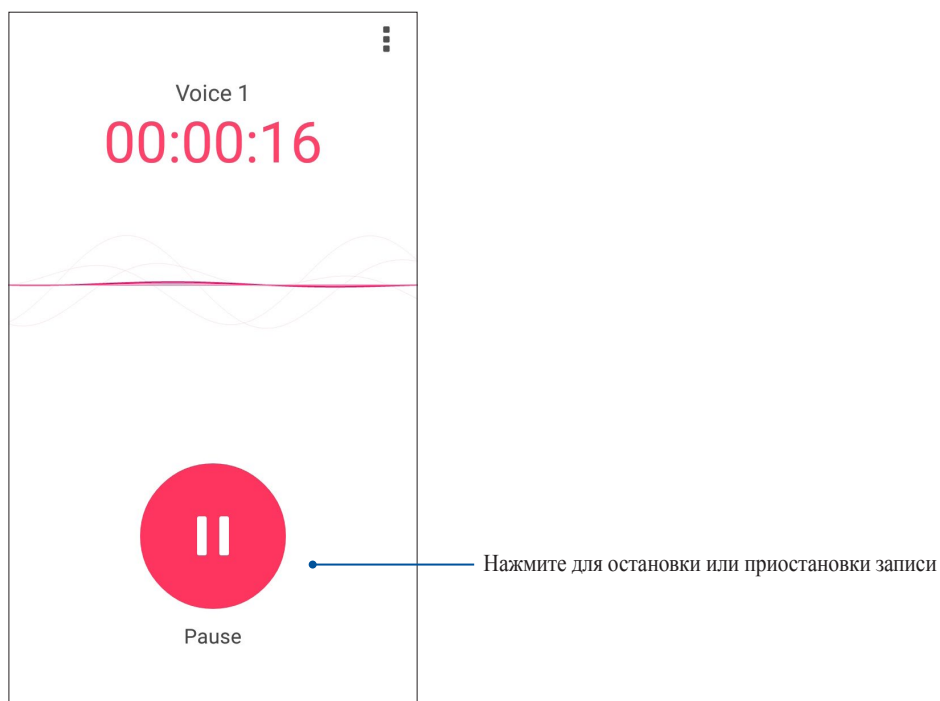 Voice 1
00:00:16
Нажмите для остановки или приостановки записи
Pause